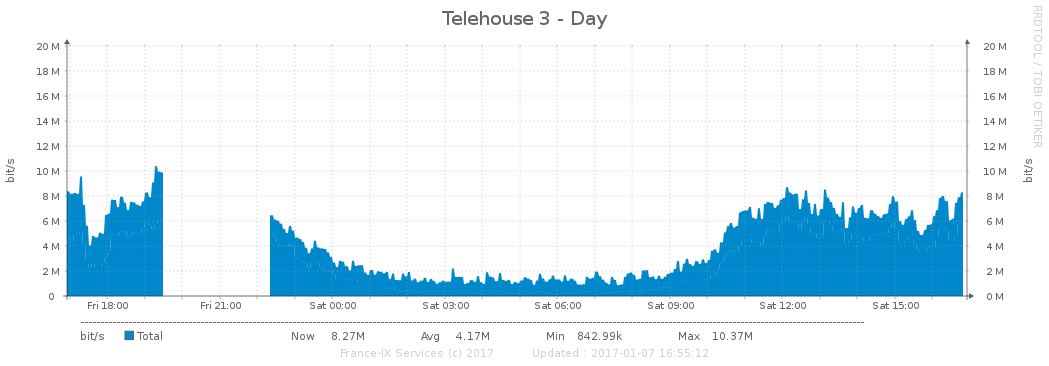 Telehouse 3 - Day
RRDTOOL / TOBI OETIKER
20 M 20 M
18 M 18 M
16 M 16 M
14 M 14 M
12 M 12 M
10 M 10 M
8 M 8 M
6 M 6 M
4 M 4 M
2 M 2 M
0 0 M
bit/s bit/s
Fri 18:00 Fri 21:00 Sat 00:00 Sat 03:00 Sat 06:00 Sat 09:00 Sat 12:00 Sat 15:00
bit/s Total Now 8.27M Avg 4.17M Min 842.99k Max 10.37M
France-IX Services (c) 2017 Updated : 2017-01-07 16:55:12